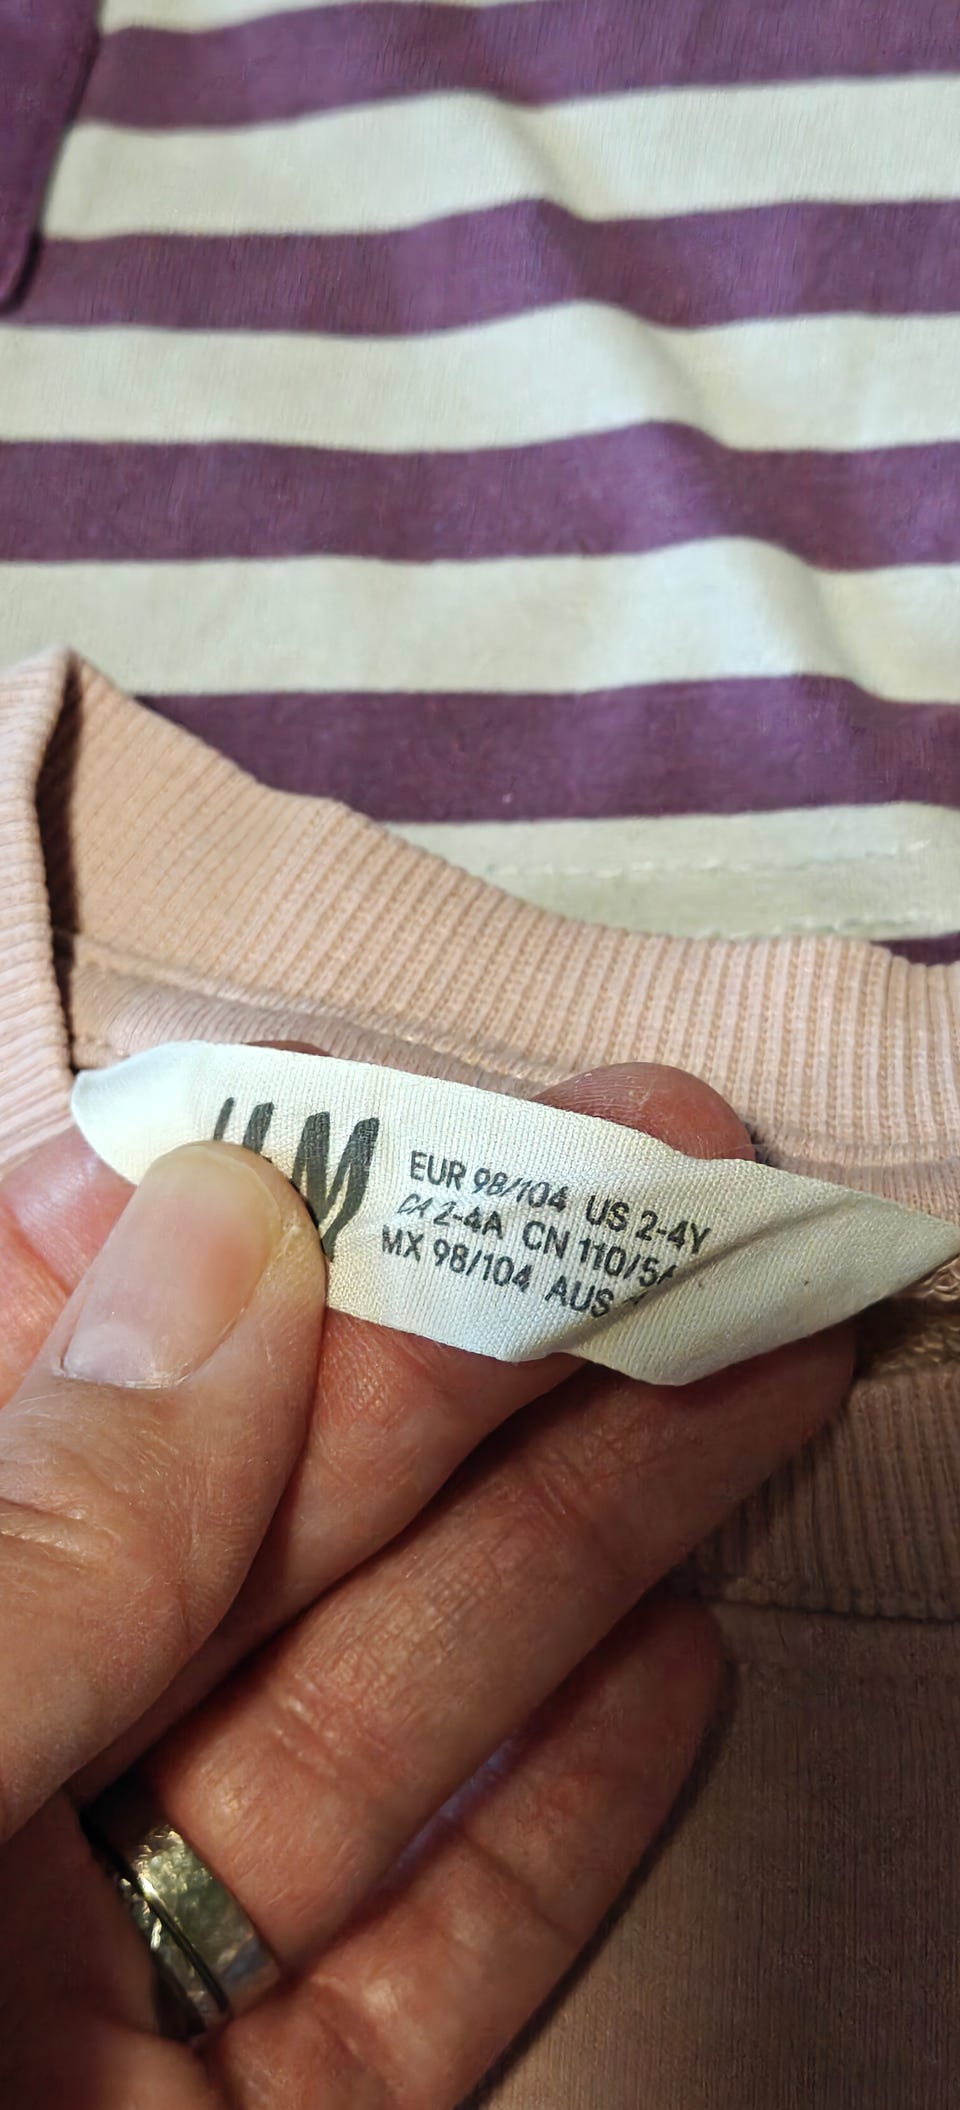 EUR 98/104 US 2-4Y
CA 2-4A CN 110/5
MX 98/104 AUS